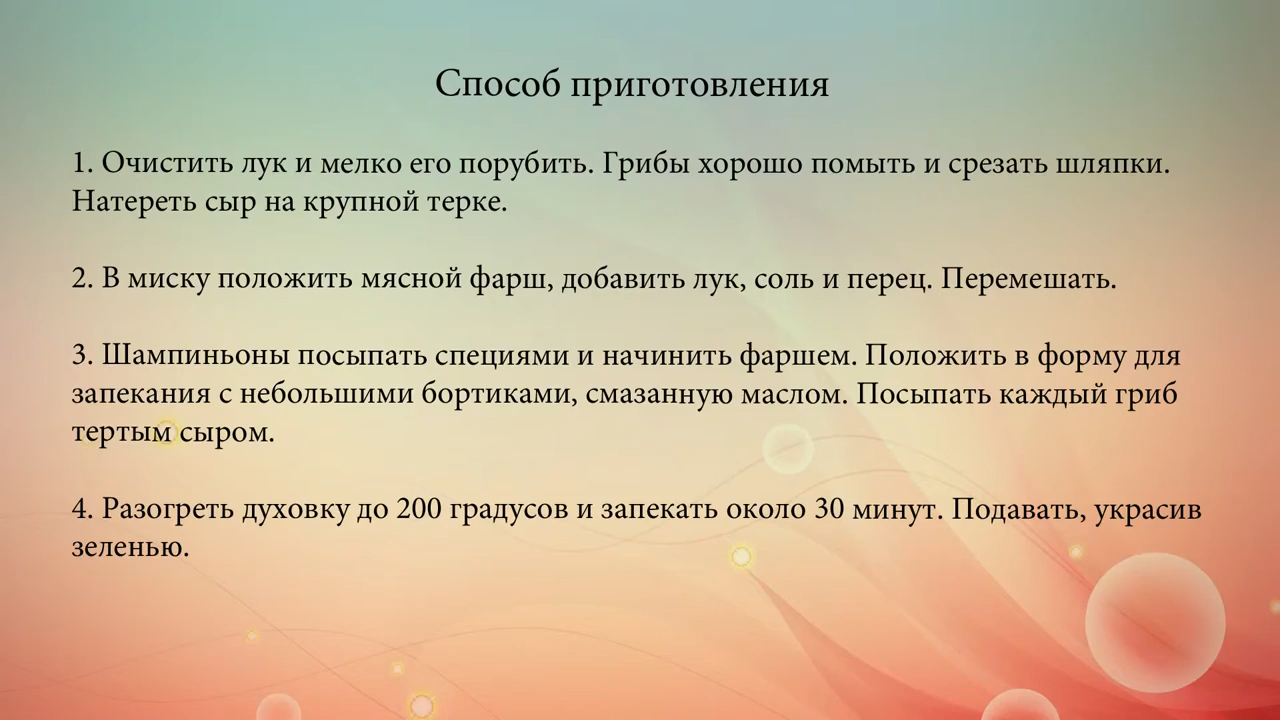 Способ приготовления
1. Очистить лук и мелко его порубить. Грибы хорошо помыть и срезать шляпки.
Натереть сыр на крупной терке.
2. В миску положить мясной фарш, добавить лук, соль и перец. Перемешать.
3. Шампиньоны посыпать специями и начинить фаршем. Положить в форму для
запекания с небольшими бортиками, смазанную маслом. Посыпать каждый гриб
тертым сыром.
4. Разогреть духовку до 200 градусов и запекать около 30 минут. Подавать, украсив
зеленью.